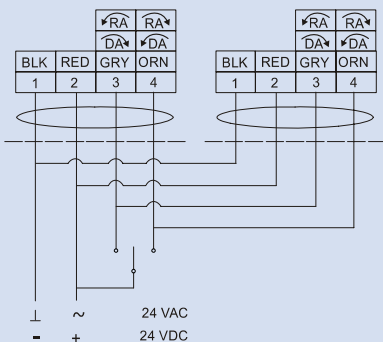 RA RA RA RA
DA DA DA DA
BLK RED GRY ORN BLK RED GRY ORN
1 2 3 4 1 2 3 4
⊥ ~ 24 VAC
- + 24 VDC